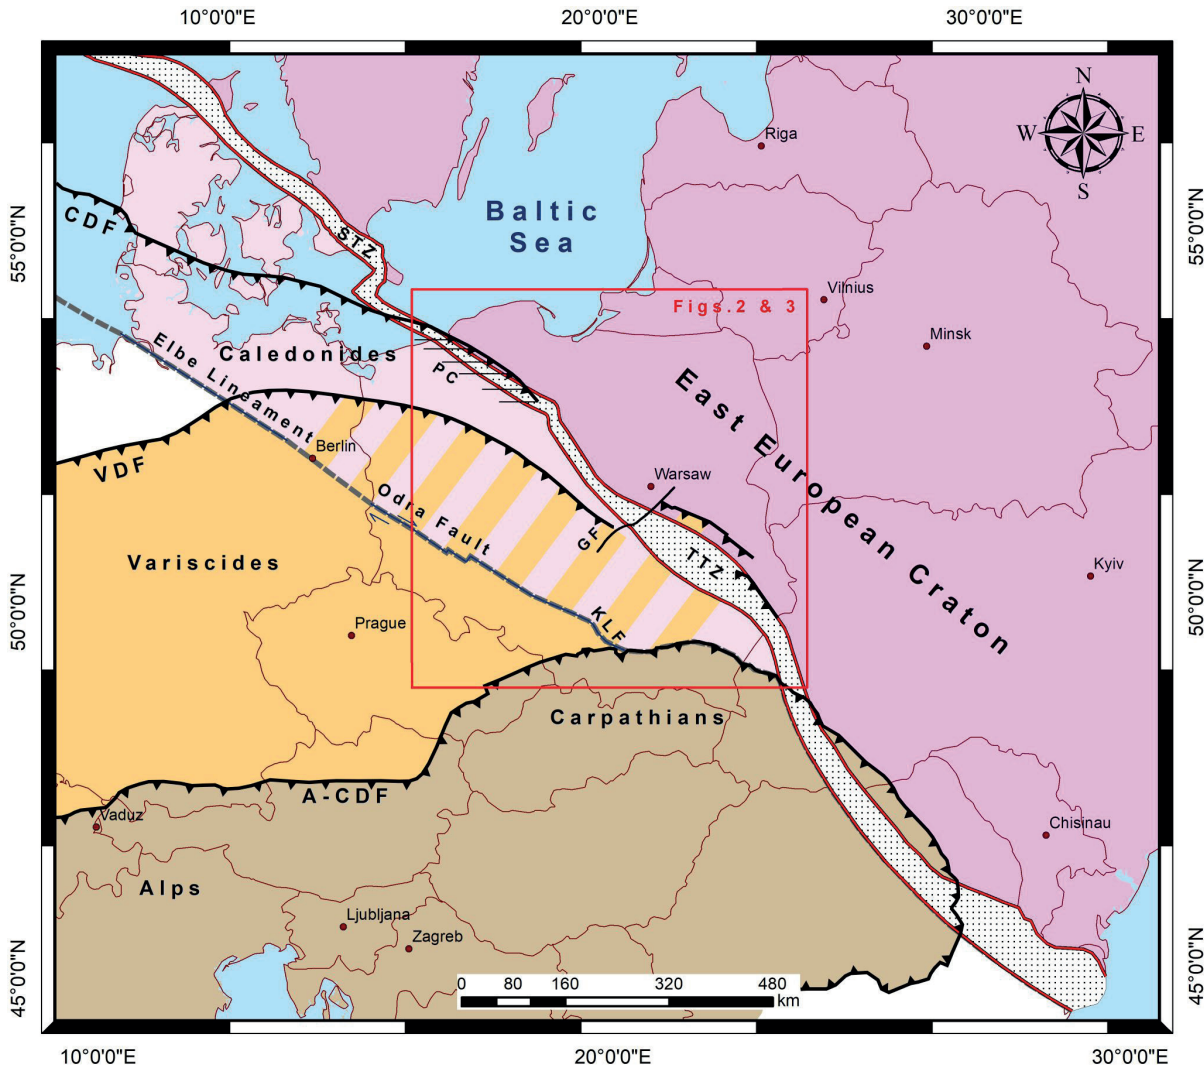 10°0'0"E 20°0'0"E 30°0'0"E
N
W E
S
Riga
55°0'0"N
55°0'0"N
CDF
Baltic
Sea
STZ
Vilnius
Figs.2 & 3
Minsk
Caledonides
Elbe Lineament
PC
East European Craton
Berlin
VDF
Warsaw
Odra Fault
GF
TTZ
Variscides
Kyiv
50°0'0"N
50°0'0"N
KLF
Prague
Carpathians
A-CDF
Vaduz
Chisinau
Alps
Ljubljana
Zagreb
45°0'0"N
45°0'0"N
0 80 160 320 480
km
10°0'0"E 20°0'0"E 30°0'0"E